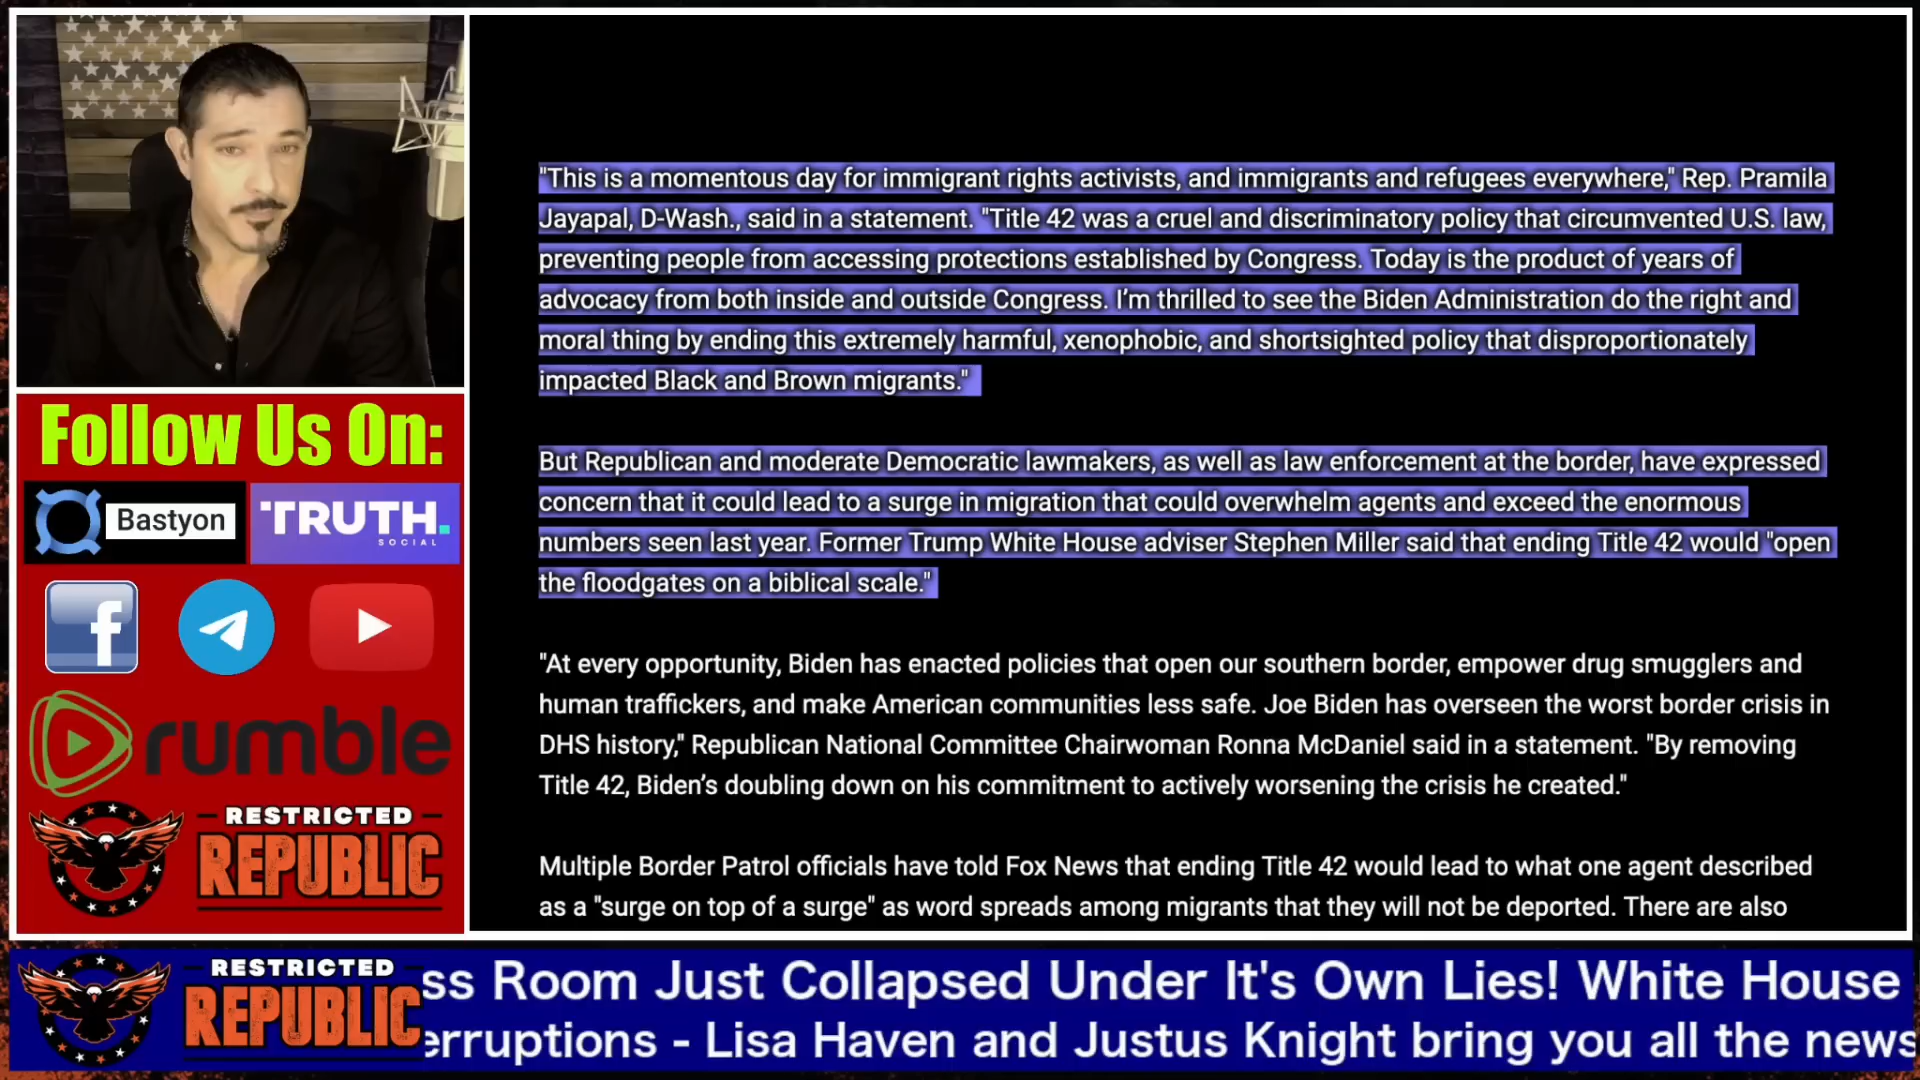 "This is a momentous day for immigrant rights activists, and immigrants and refugees everywhere," Rep. Pramila
Jayapal, D-Wash., said in a statement. "Title 42 was a cruel and discriminatory policy that circumvented U.S. law,
preventing people from accessing protections established by Congress. Today is the product of years of
advocacy from both inside and outside Congress. I’m thrilled to see the Biden Administration do the right and
moral thing by ending this extremely harmful, xenophobic, and shortsighted policy that disproportionately
impacted Black and Brown migrants."
But Republican and moderate Democratic lawmakers, as well as law enforcement at the border, have expressed
concern that it could lead to a surge in migration that could overwhelm agents and exceed the enormous
numbers seen last year. Former Trump White House adviser Stephen Miller said that ending Title 42 would "open
the floodgates on a biblical scale."
"At every opportunity, Biden has enacted policies that open our southern border, empower drug smugglers and
human traffickers, and make American communities less safe. Joe Biden has overseen the worst border crisis in
DHS history," Republican National Committee Chairwoman Ronna McDaniel said in a statement. "By removing
Title 42, Biden’s doubling down on his commitment to actively worsening the crisis he created."
Multiple Border Patrol officials have told Fox News that ending Title 42 would lead to what one agent described
as a "surge on top of a surge" as word spreads among migrants that they will not be deported. There are also
Follow Us On:
Bastyon
TRUTH.
SOCIAL
f
rumble
RESTRICTED
REPUBLIC
RESTRICTED
REPUBLIC
ss Room Just Collapsed Under It's Own Lies! White House
erruptions - Lisa Haven and Justus Knight bring you all the news